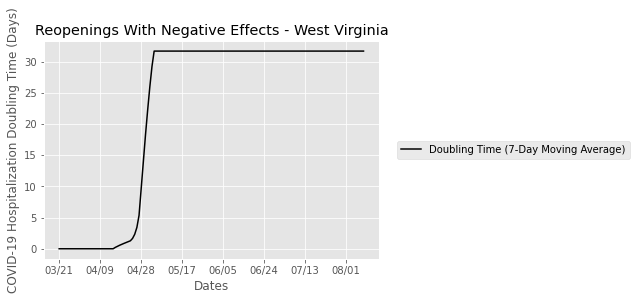 Reopenings With Negative Effects - West Virginia
COVID-19 Hospitalization Doubling Time (Days)
30
25
20
15
10
5
0
03/21 04/09 04/28 05/17 06/05 06/24 07/13 08/01
Dates
Doubling Time (7-Day Moving Average)